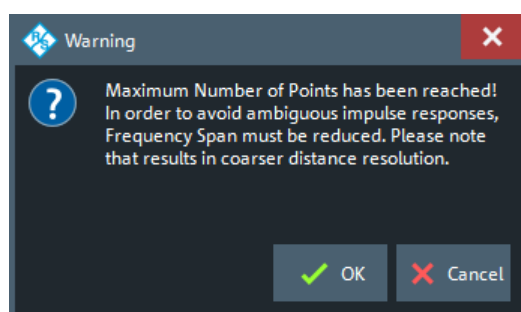 Warning
Maximum Number of Points has been reached!
In order to avoid ambiguous impulse responses,
Frequency Span must be reduced. Please note
that results in coarser distance resolution.
OK
Cancel